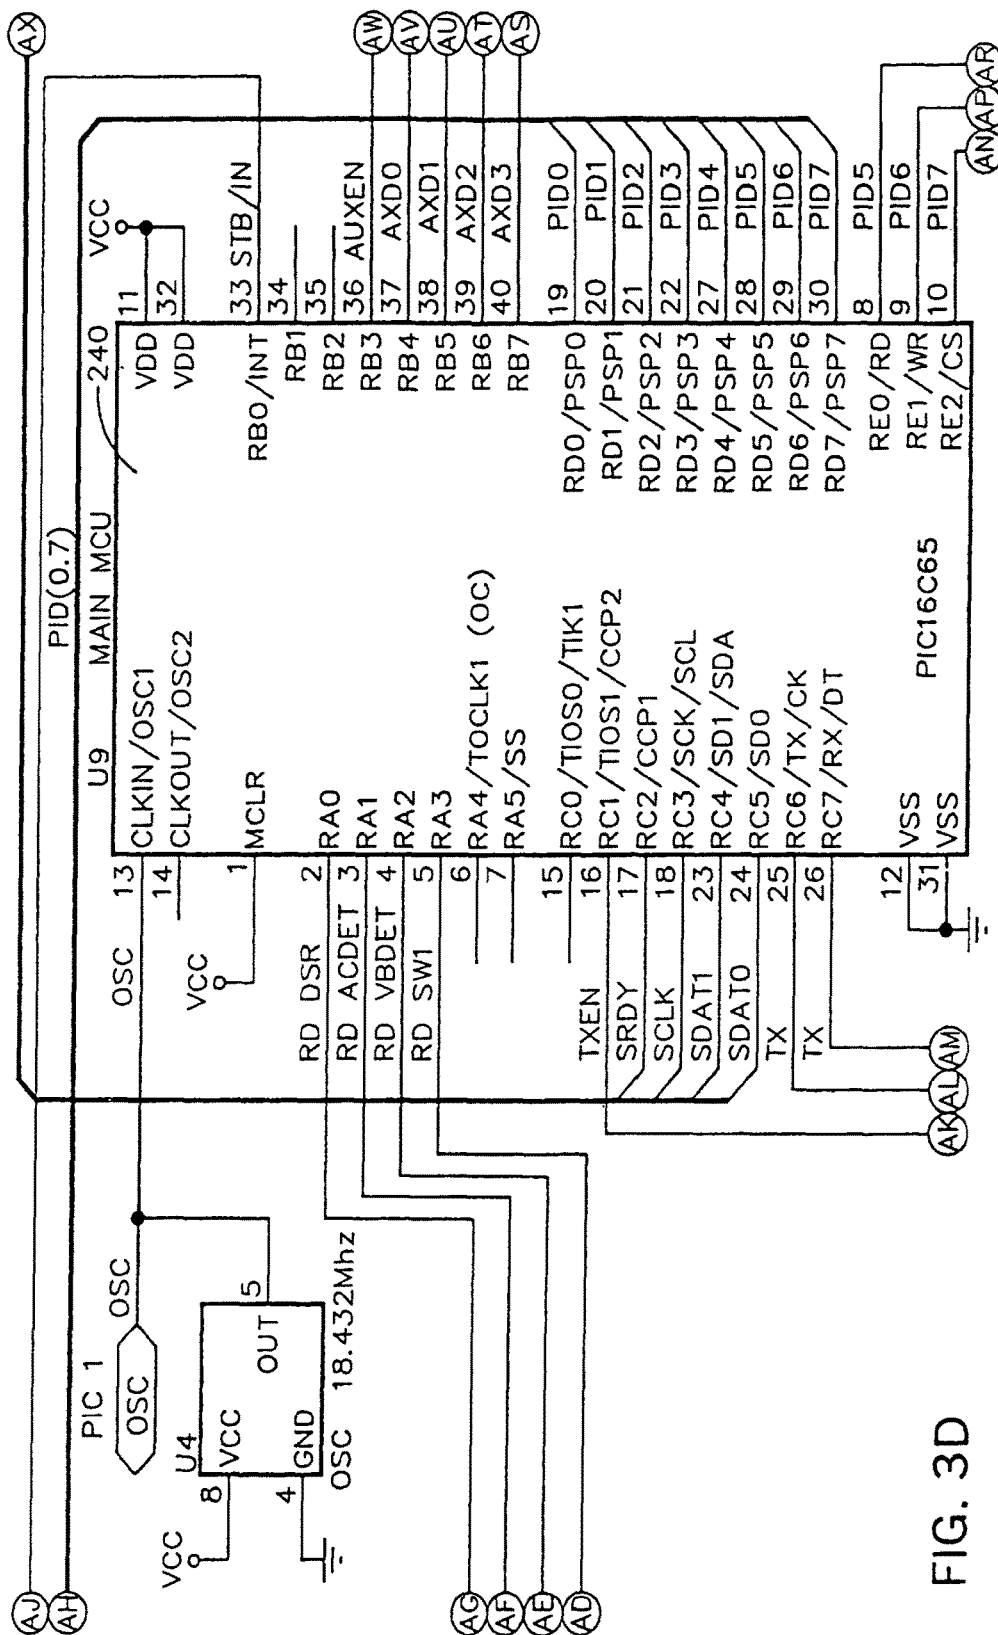 AJ
AH
AX
PIC 1
OSC
OSC
U4
8 VCC
VCC
OUT 5
4 GND
OSC 18.432Mhz
PID(0.7)
U9 MAIN MCU 240
OSC 13 CLKIN/OSC1
14 CLKOUT/OSC2
VCC
1 MCLR
RD DSR 2 RA0
RD ACDET 3 RA1
RD VBDET 4 RA2
RD SW1 5 RA3
6 RA4/TOCLK1 (OC)
7 RA5/SS
15 RC0/TIOSO/TIK1
TXEN 16 RC1/TIOS1/CCP2
SRDY 17 RC2/CCP1
SCLK 18 RC3/SCK/SCL
SDAT1 23 RC4/SD1/SDA
SDATO 24 RC5/SDO
TX 25 RC6/TX/CK
TX 26 RC7/RX/DT
12 VSS
31 VSS
VCC
VDD 11
VDD 32
RBO/INT 33 STB/IN
RB1 34
RB2 35
RB3 36 AUXEN
RB4 37 AXD0
RB5 38 AXD1
RB6 39 AXD2
RB7 40 AXD3
RD0/PSP0 19 PID0
RD1/PSP1 20 PID1
RD2/PSP2 21 PID2
RD3/PSP3 22 PID3
RD4/PSP4 27 PID4
RD5/PSP5 28 PID5
RD6/PSP6 29 PID6
RD7/PSP7 30 PID7
RE0/RD 8 PID5
RE1/WR 9 PID6
RE2/CS 10 PID7
PIC16C65
AW
AV
AU
AT
AS
AR
AP
AN
AG
AF
AE
AD
AK
AL
AM
FIG. 3D